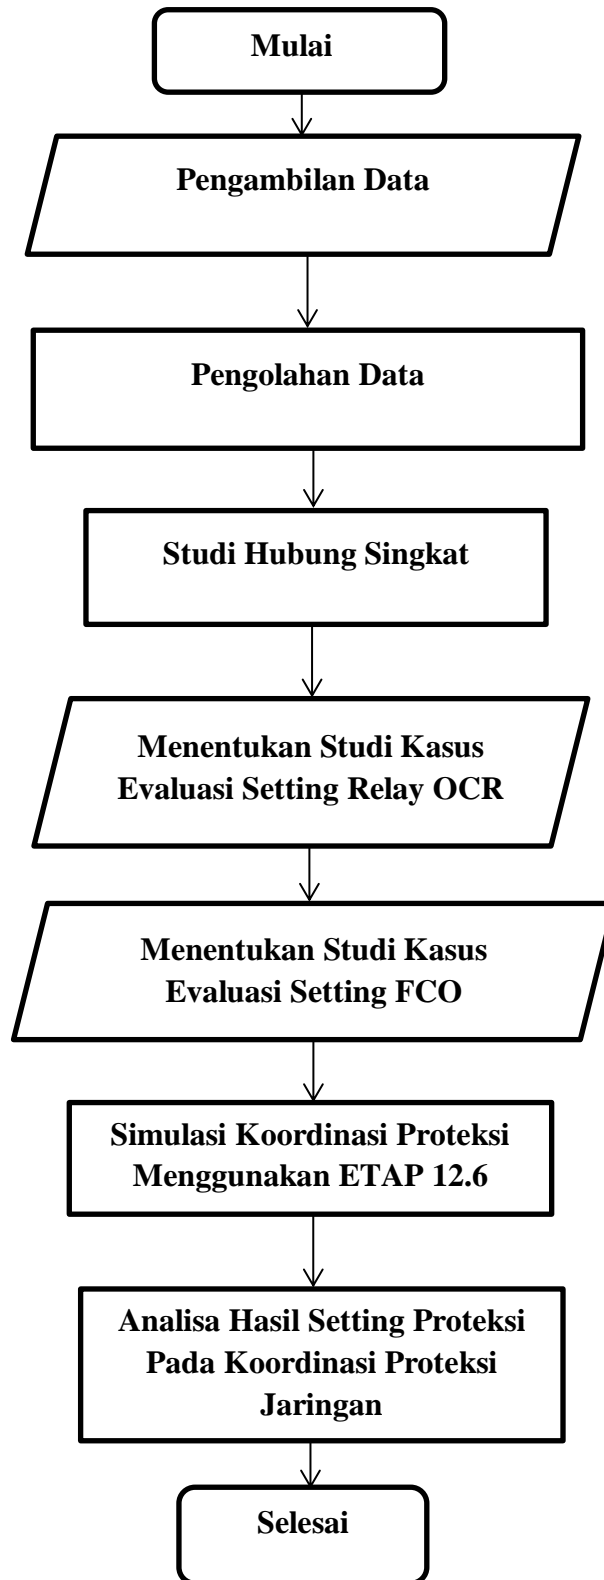 Mulai
Pengambilan Data
Pengolahan Data
Studi Hubung Singkat
Menentukan Studi Kasus
Evaluasi Setting Relay OCR
Menentukan Studi Kasus
Evaluasi Setting FCO
Simulasi Koordinasi Proteksi
Menggunakan ETAP 12.6
Analisa Hasil Setting Proteksi
Pada Koordinasi Proteksi
Jaringan
Selesai